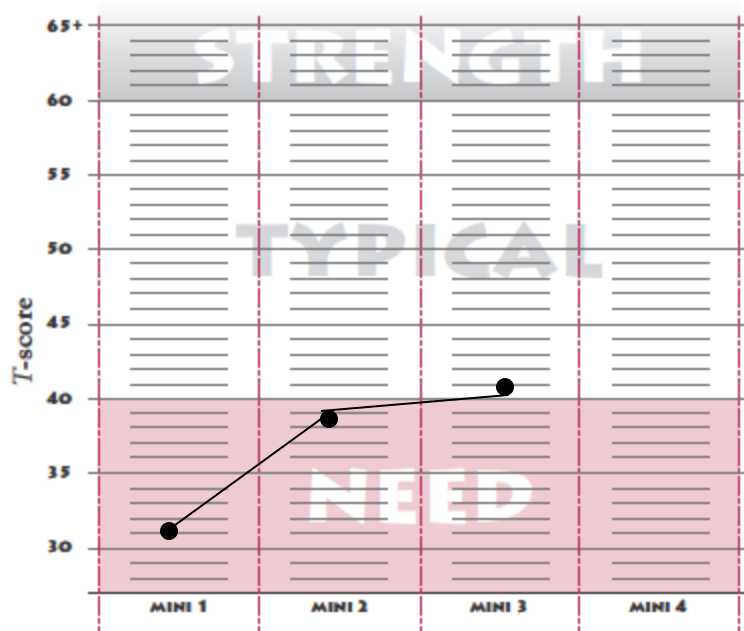 65+
STRENGTH
60
55
50
TYPICAL
45
T-score
40
35
NEED
30
MINI 1 MINI 2 MINI 3 MINI 4